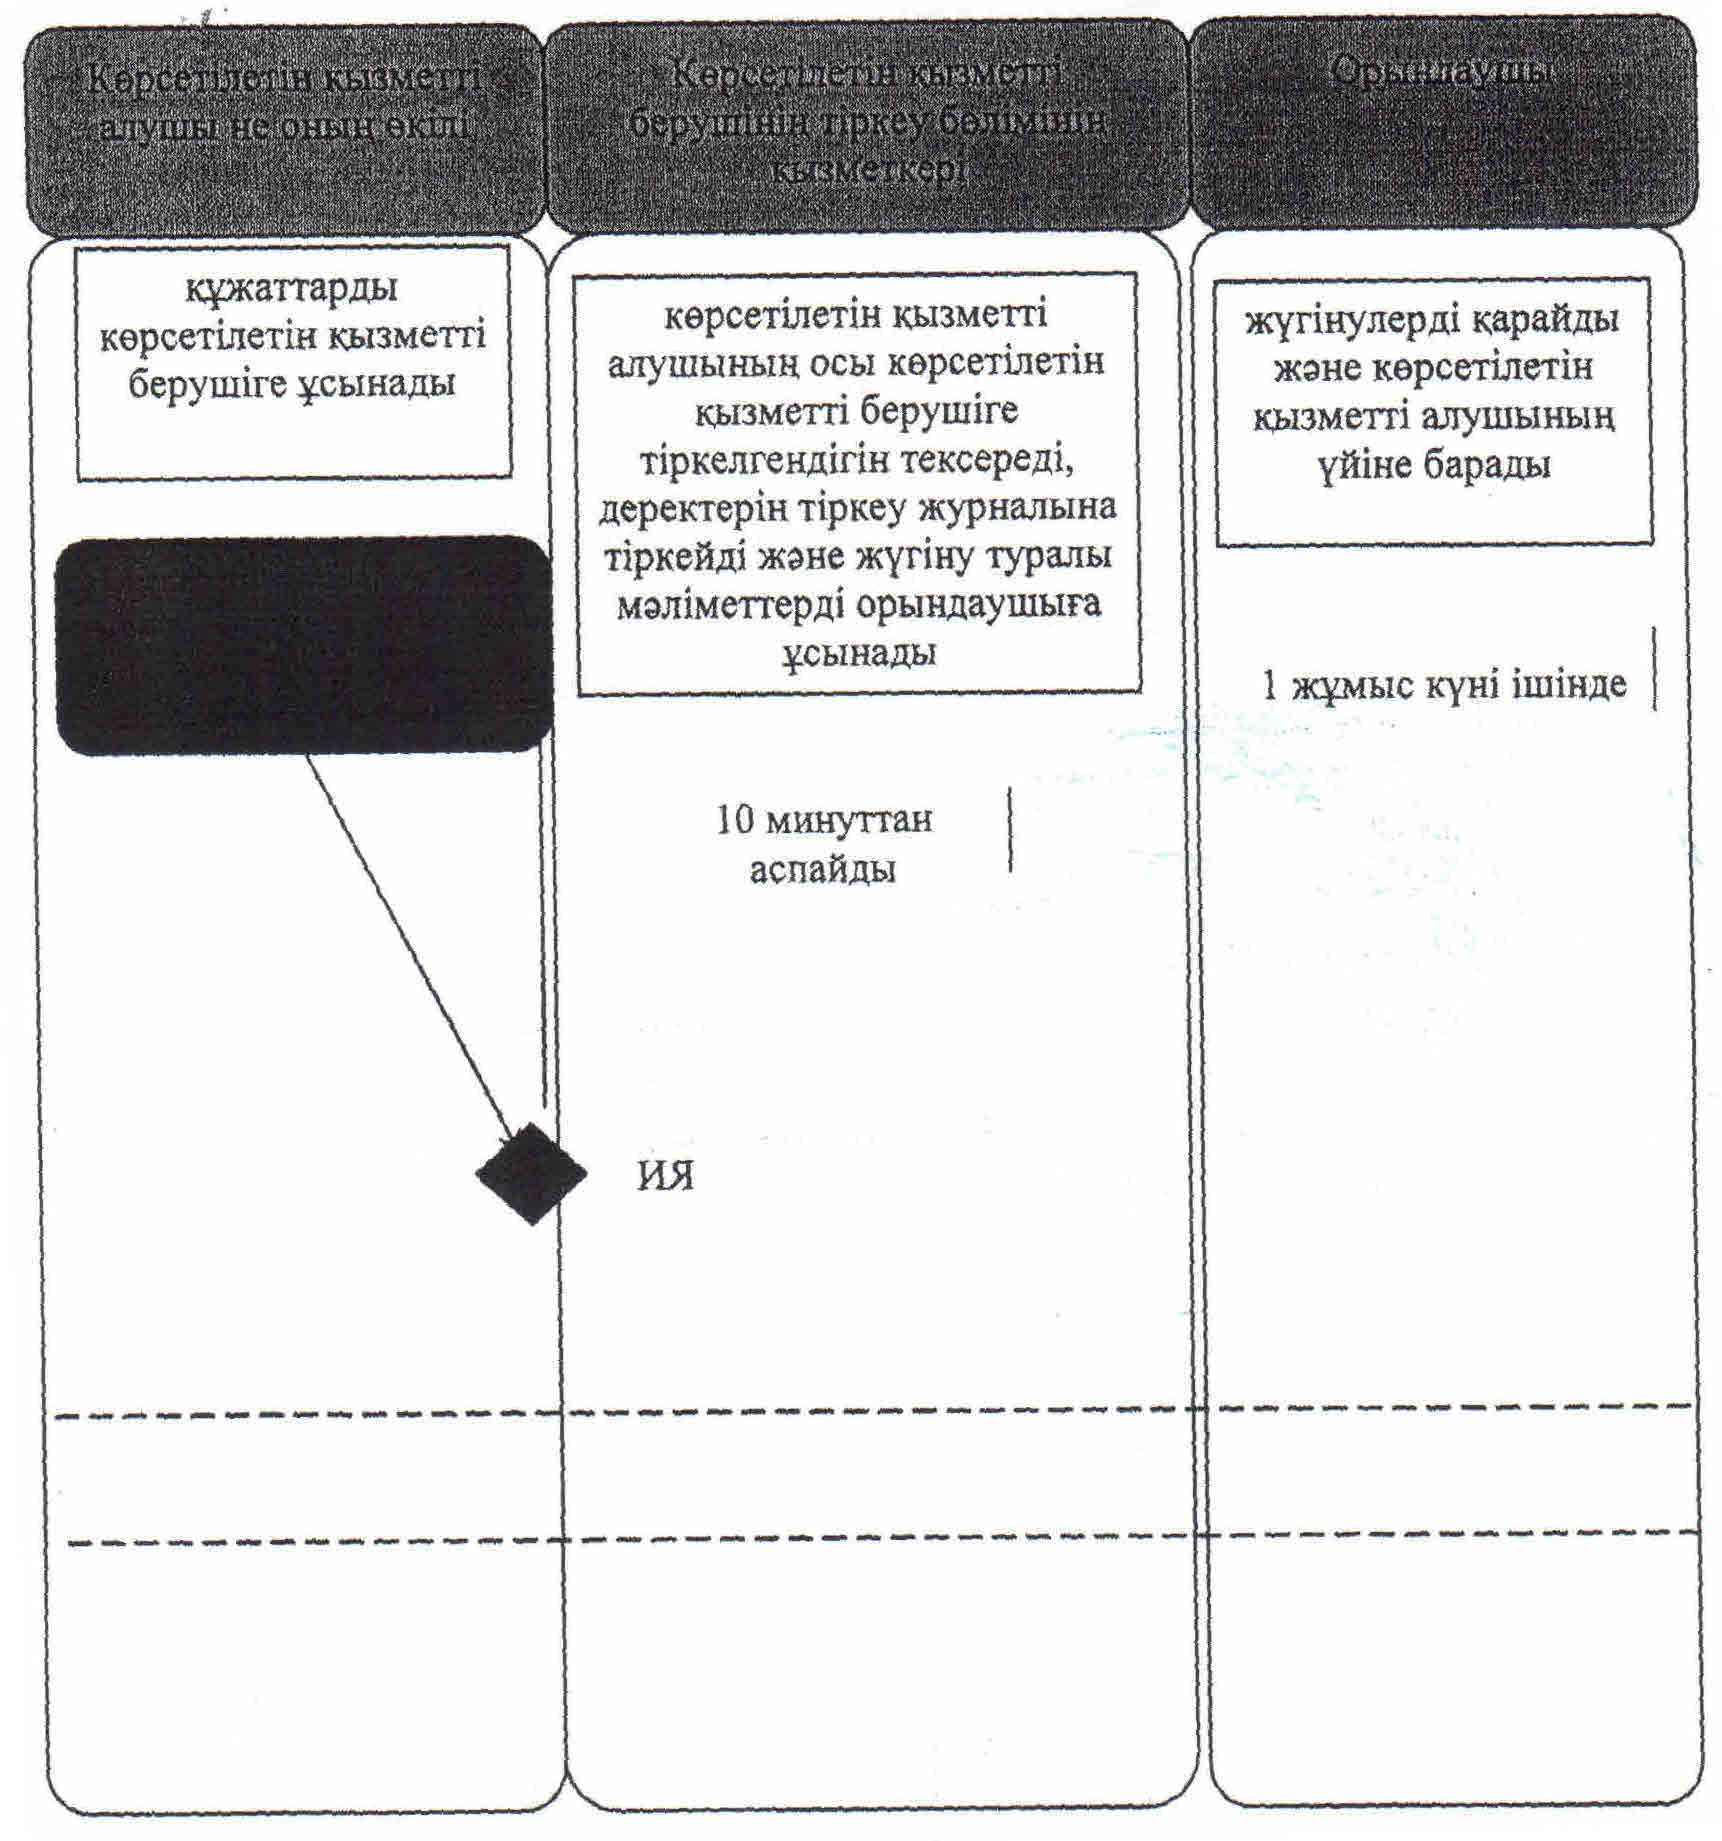 Көрсетілетін қызметті
алушы не оның өкілі
Көрсетілетін қызметті
берушінің тіркеу бөлімінің
қызметкері
Орындаушы
құжаттарды
көрсетілетін қызметті
берушіге ұсынады
көрсетілетін қызметті
алушының осы көрсетілетін
қызметті берушіге
тіркелгендігін тексереді,
деректерін тіркеу журналына
тіркейді және жүгіну туралы
мәліметтерді орындаушыға
ұсынады
жүгінулерді қарайды
және көрсетілетін
қызметті алушының
үйіне барады
1 жұмыс күні ішінде
10 минуттан
аспайды
ИЯ